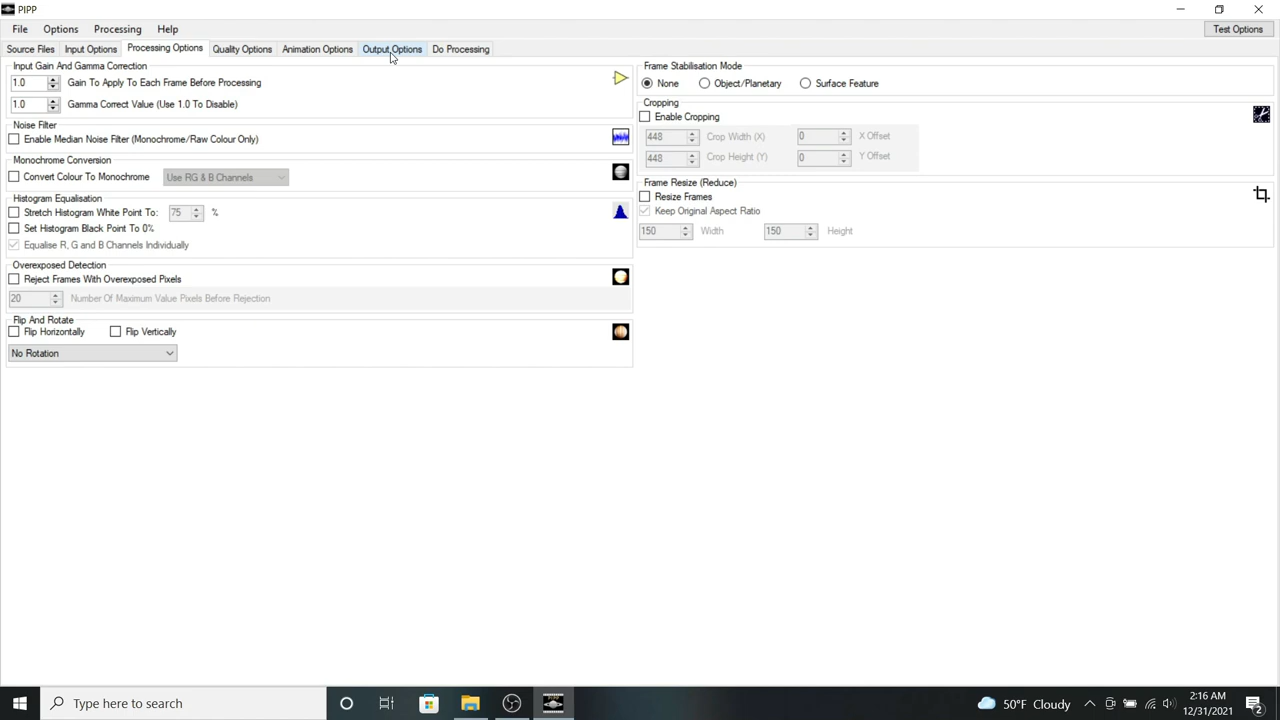 PIPP
File Options Processing Help Test Options
Source Files Input Options Processing Options Quality Options Animation Options Output Options Do Processing
Input Gain And Gamma Correction
1.0 Gain To Apply To Each Frame Before Processing
1.0 Gamma Correct Value (Use 1.0 To Disable)
Noise Filter
Enable Median Noise Filter (Monochrome/Raw Colour Only)
Monochrome Conversion
Convert Colour To Monochrome Use RG & B Channels
Histogram Equalisation
Stretch Histogram White Point To: 75 %
Set Histogram Black Point To 0%
Equalise R, G and B Channels Individually
Overexposed Detection
Reject Frames With Overexposed Pixels
20 Number Of Maximum Value Pixels Before Rejection
Flip And Rotate
Flip Horizontally Flip Vertically
No Rotation
Frame Stabilisation Mode
None Object/Planetary Surface Feature
Cropping
Enable Cropping
448 Crop Width (X) 0 X Offset
448 Crop Height (Y) 0 Y Offset
Frame Resize (Reduce)
Resize Frames
Keep Original Aspect Ratio
150 Width 150 Height
Type here to search
50°F Cloudy
2:16 AM
12/31/2021
2